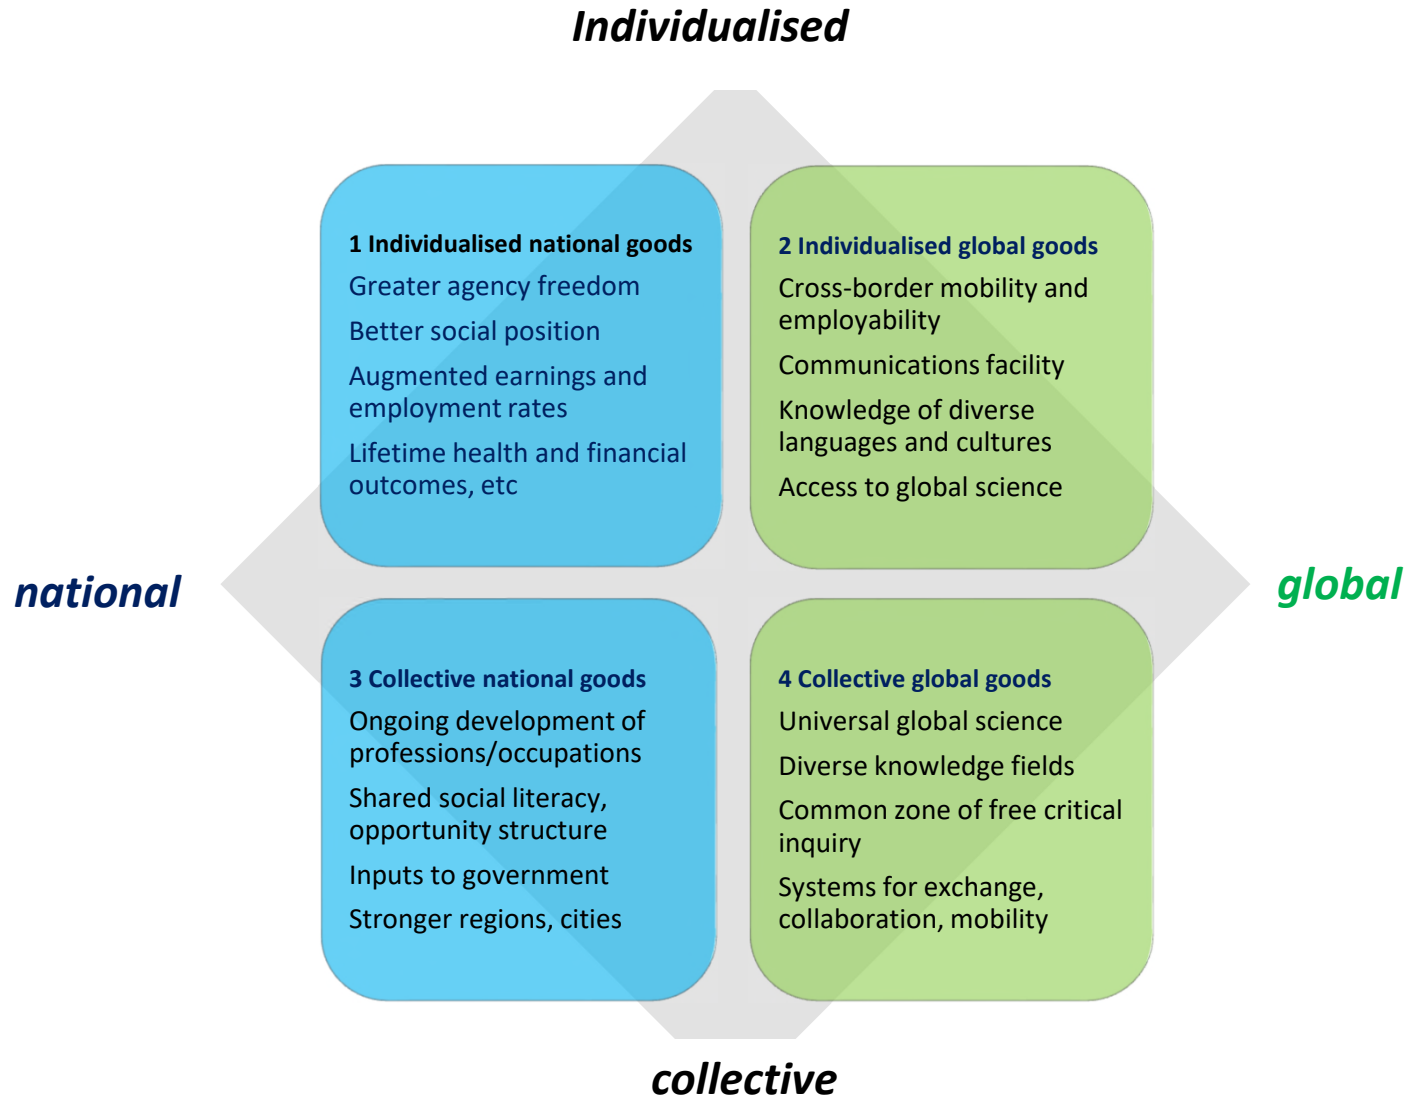 Individualised
1 Individualised national goods
Greater agency freedom
Better social position
Augmented earnings and
employment rates
Lifetime health and financial
outcomes, etc
2 Individualised global goods
Cross-border mobility and
employability
Communications facility
Knowledge of diverse
languages and cultures
Access to global science
national
global
3 Collective national goods
Ongoing development of
professions/occupations
Shared social literacy,
opportunity structure
Inputs to government
Stronger regions, cities
4 Collective global goods
Universal global science
Diverse knowledge fields
Common zone of free critical
inquiry
Systems for exchange,
collaboration, mobility
collective